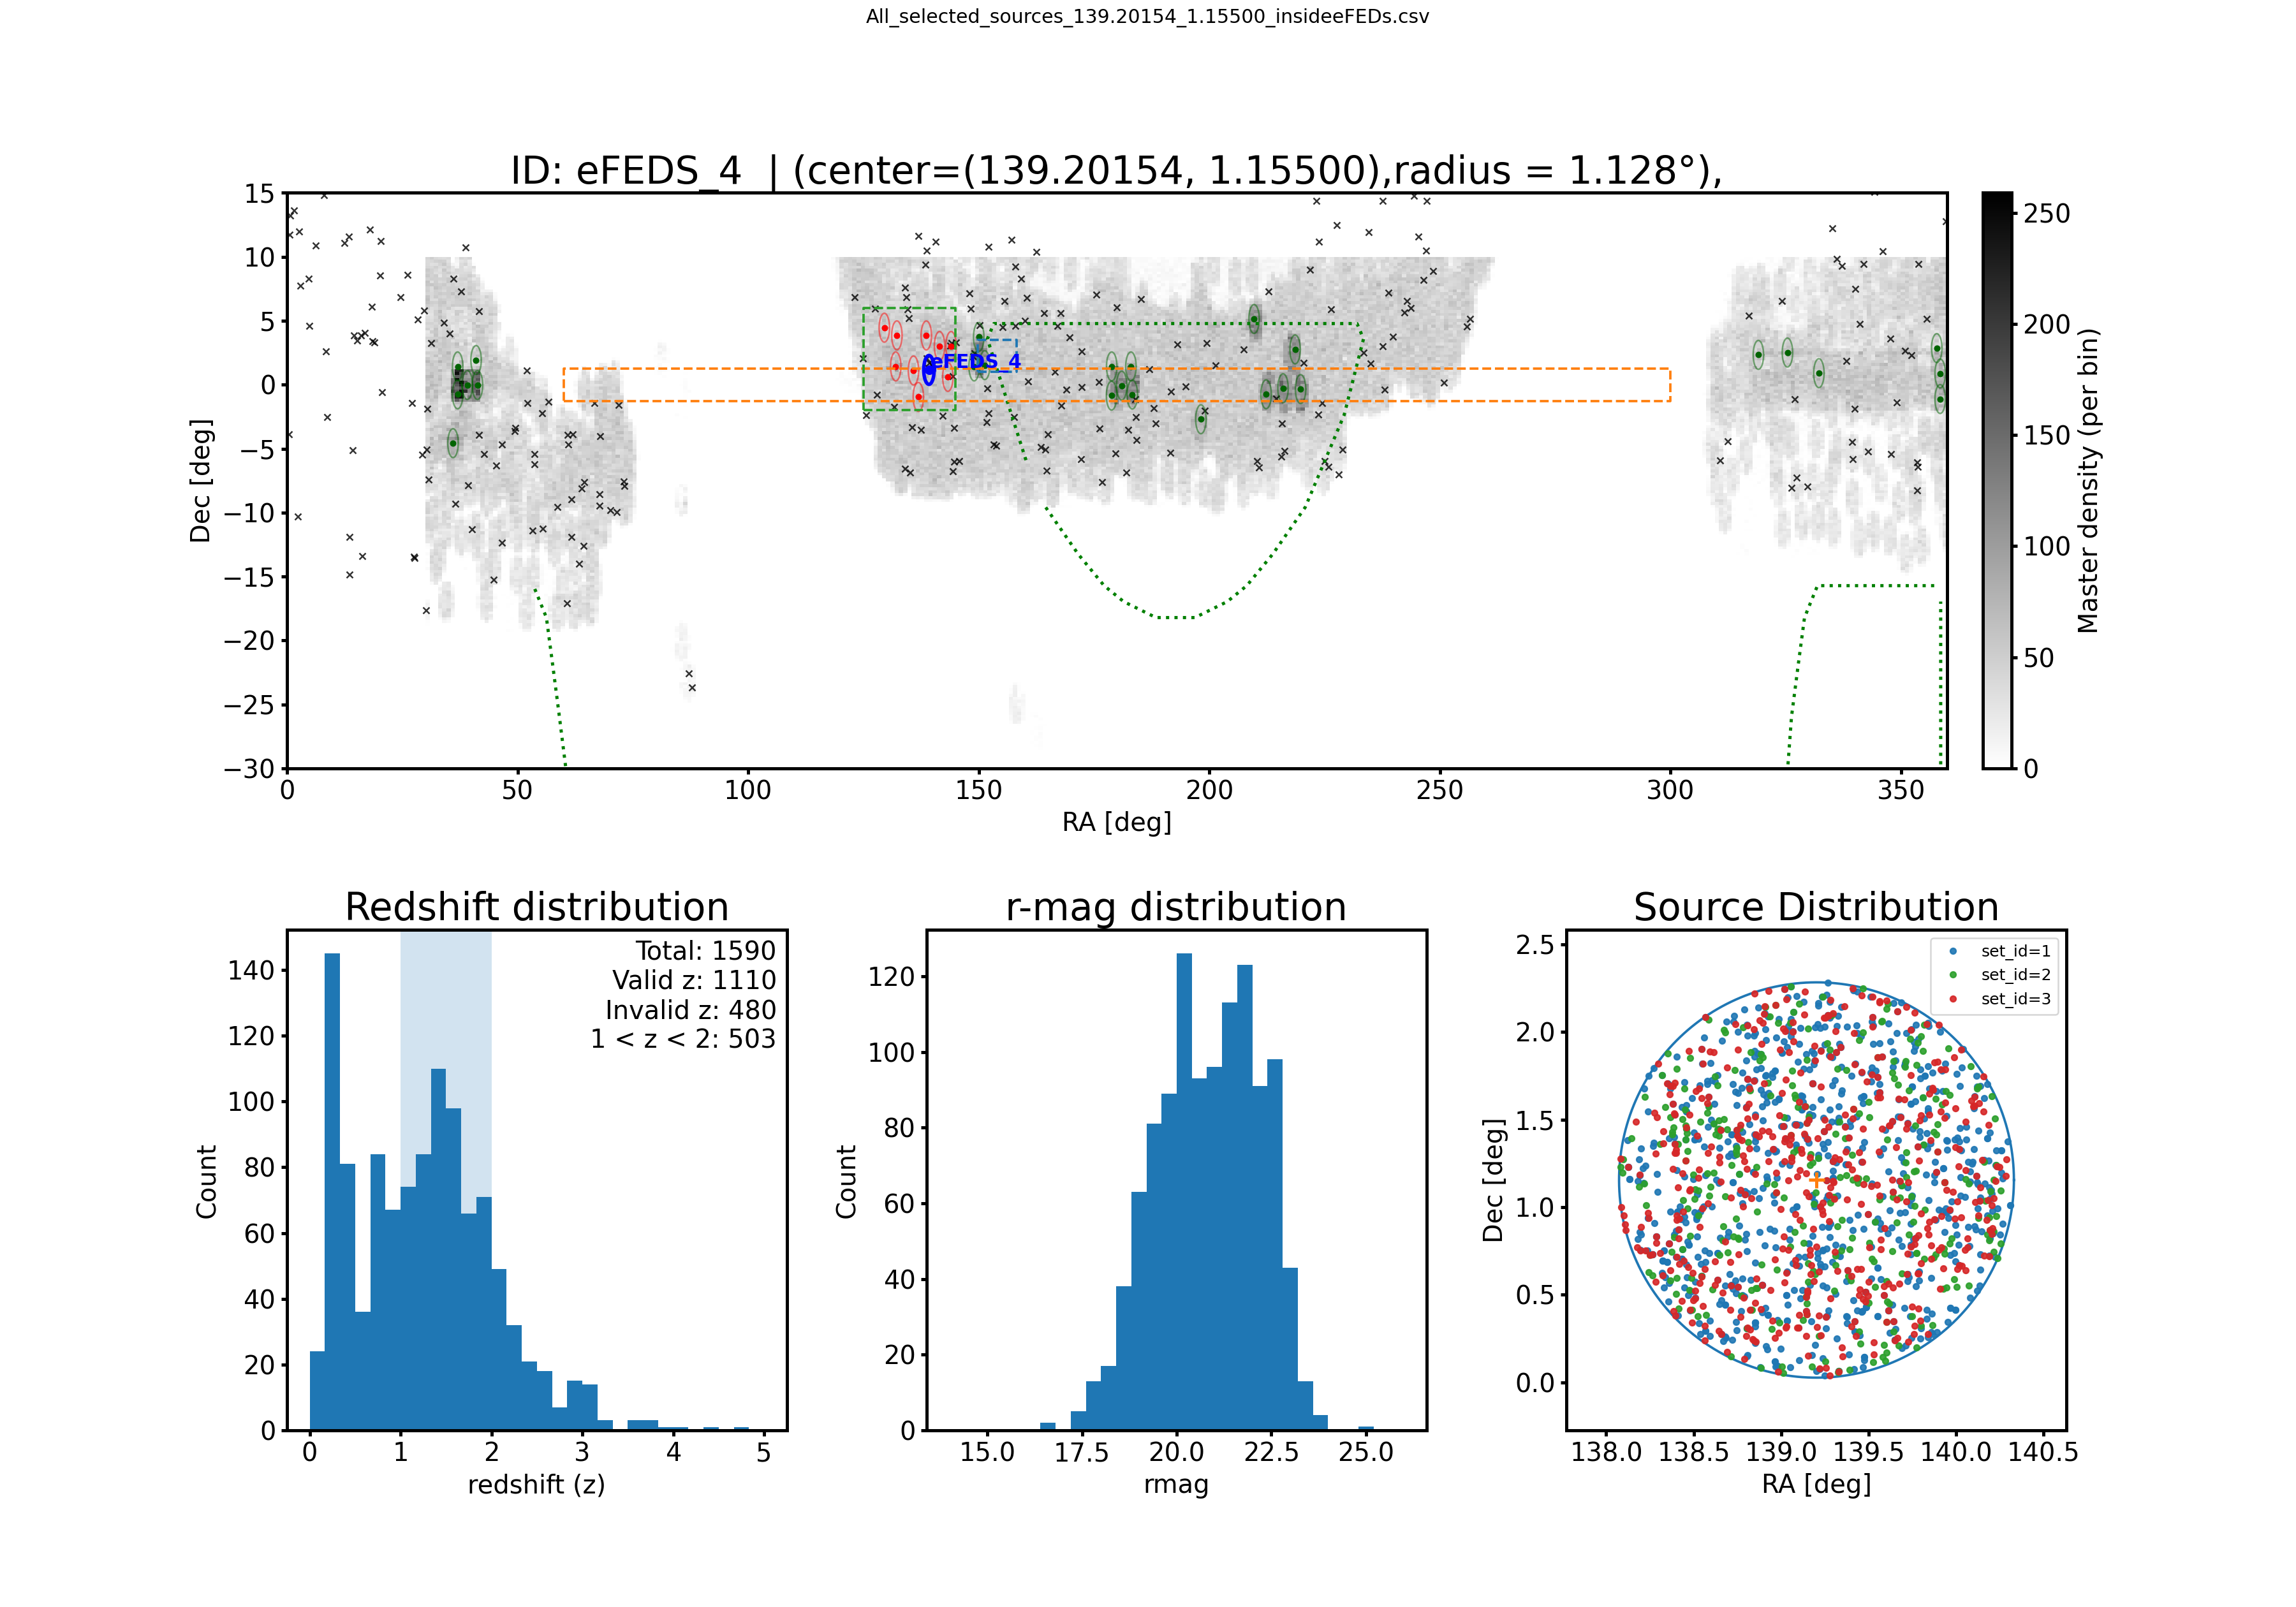 All_selected_sources_139.20154_1.15500_insideeFEDs.csv
ID: eFEDS_4 | (center=(139.20154, 1.15500),radius = 1.128°),
15
10
5
0
−5
−10
−15
−20
−25
−30
Dec [deg]
eFEDS_4
0 50 100 150 200 250 300 350
RA [deg]
250
200
150
100
50
0
Master density (per bin)
Redshift distribution
Total: 1590
Valid z: 1110
Invalid z: 480
1 < z < 2: 503
140
120
100
80
60
40
20
0
Count
0 1 2 3 4 5
redshift (z)
r-mag distribution
120
100
80
60
40
20
0
Count
15.0 17.5 20.0 22.5 25.0
rmag
Source Distribution
set_id=1
set_id=2
set_id=3
2.5
2.0
1.5
1.0
0.5
0.0
Dec [deg]
138.0 138.5 139.0 139.5 140.0 140.5
RA [deg]